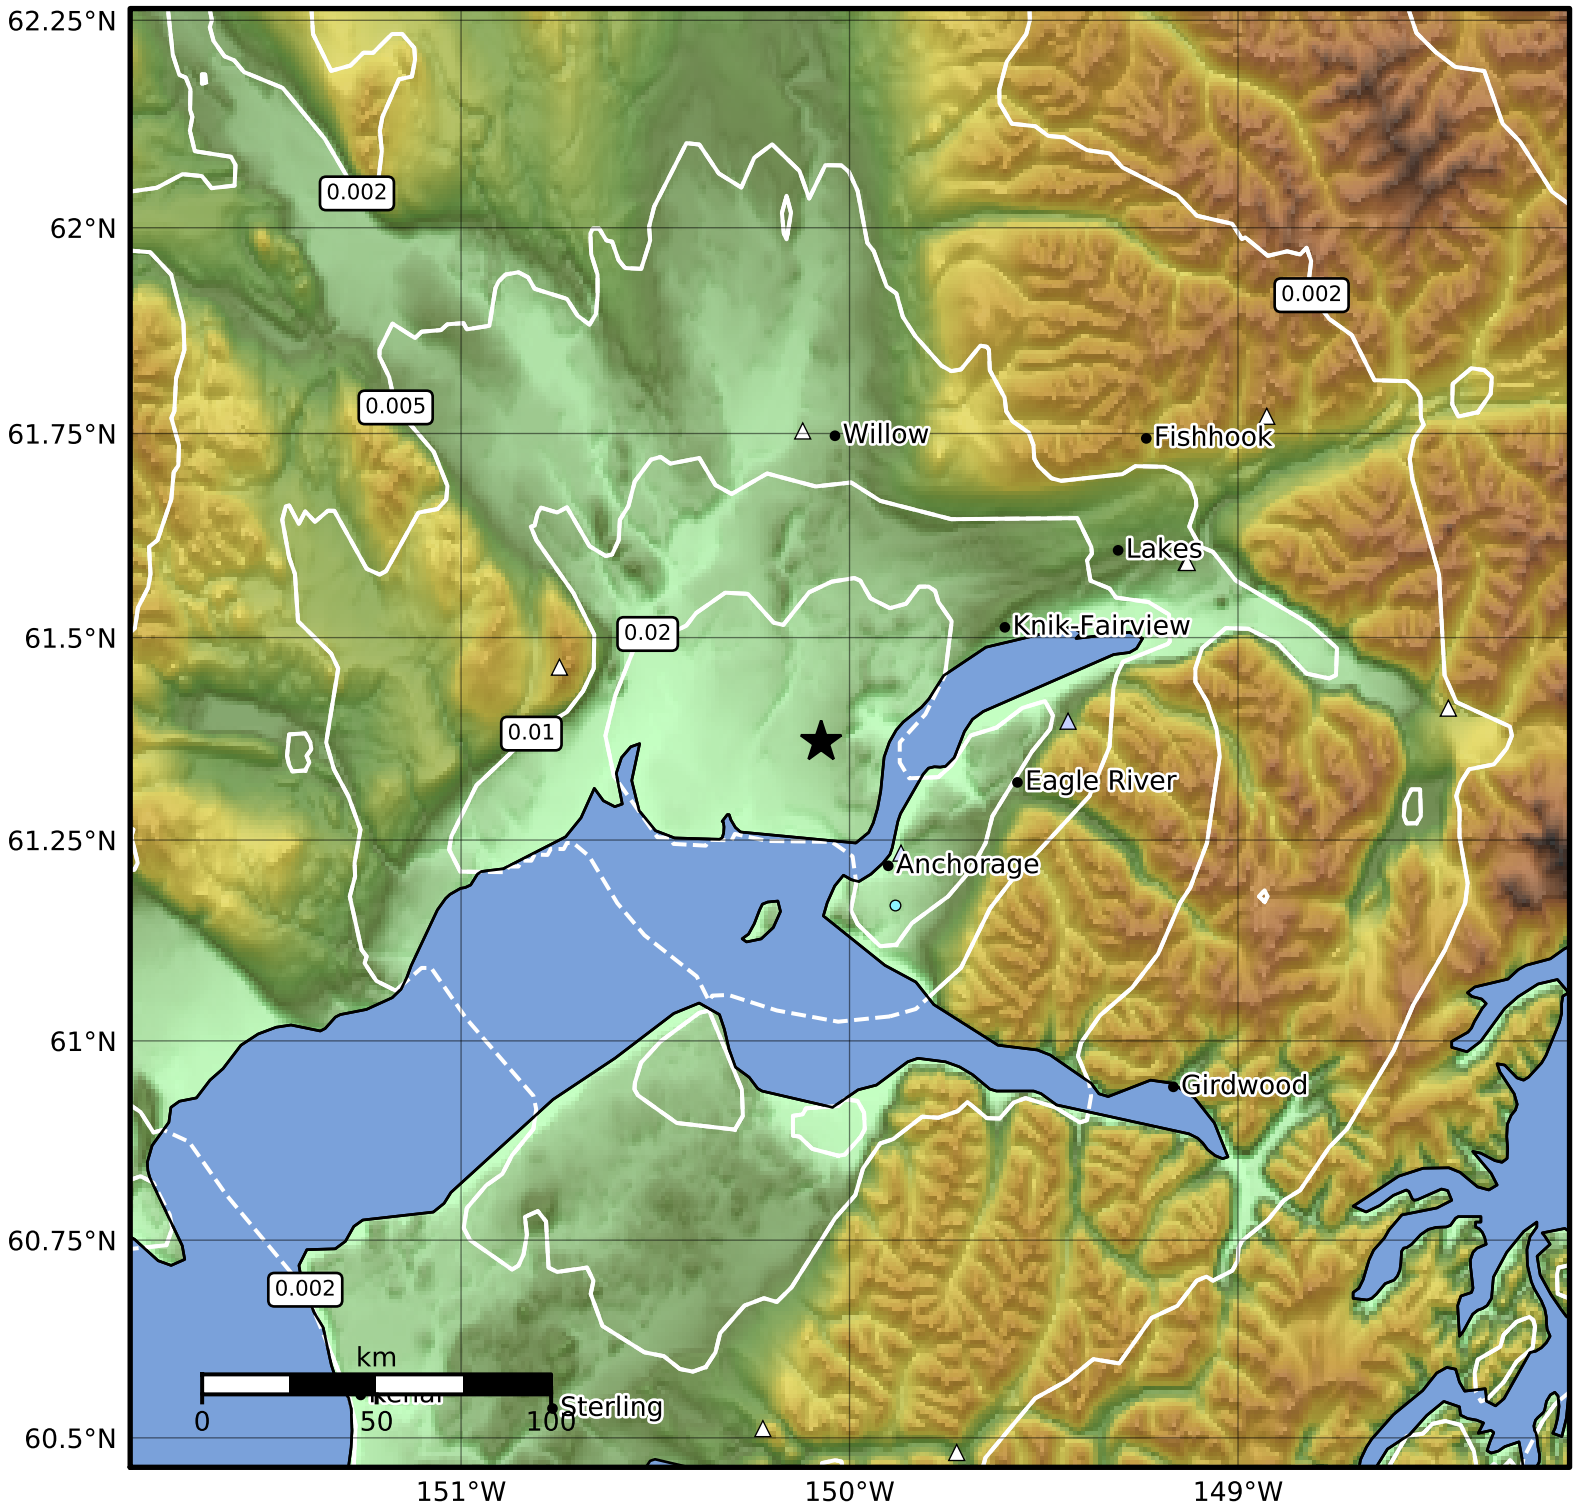 62.25°N
0.002
62°N
0.002
0.005
61.75°N
Willow
Fishhook
Lakes
Knik-Fairview
0.02
61.5°N
0.01
Eagle River
61.25°N
Anchorage
61°N
Girdwood
60.75°N
0.002
km
Kenai
Sterling
0 50 100
60.5°N
151°W 150°W 149°W